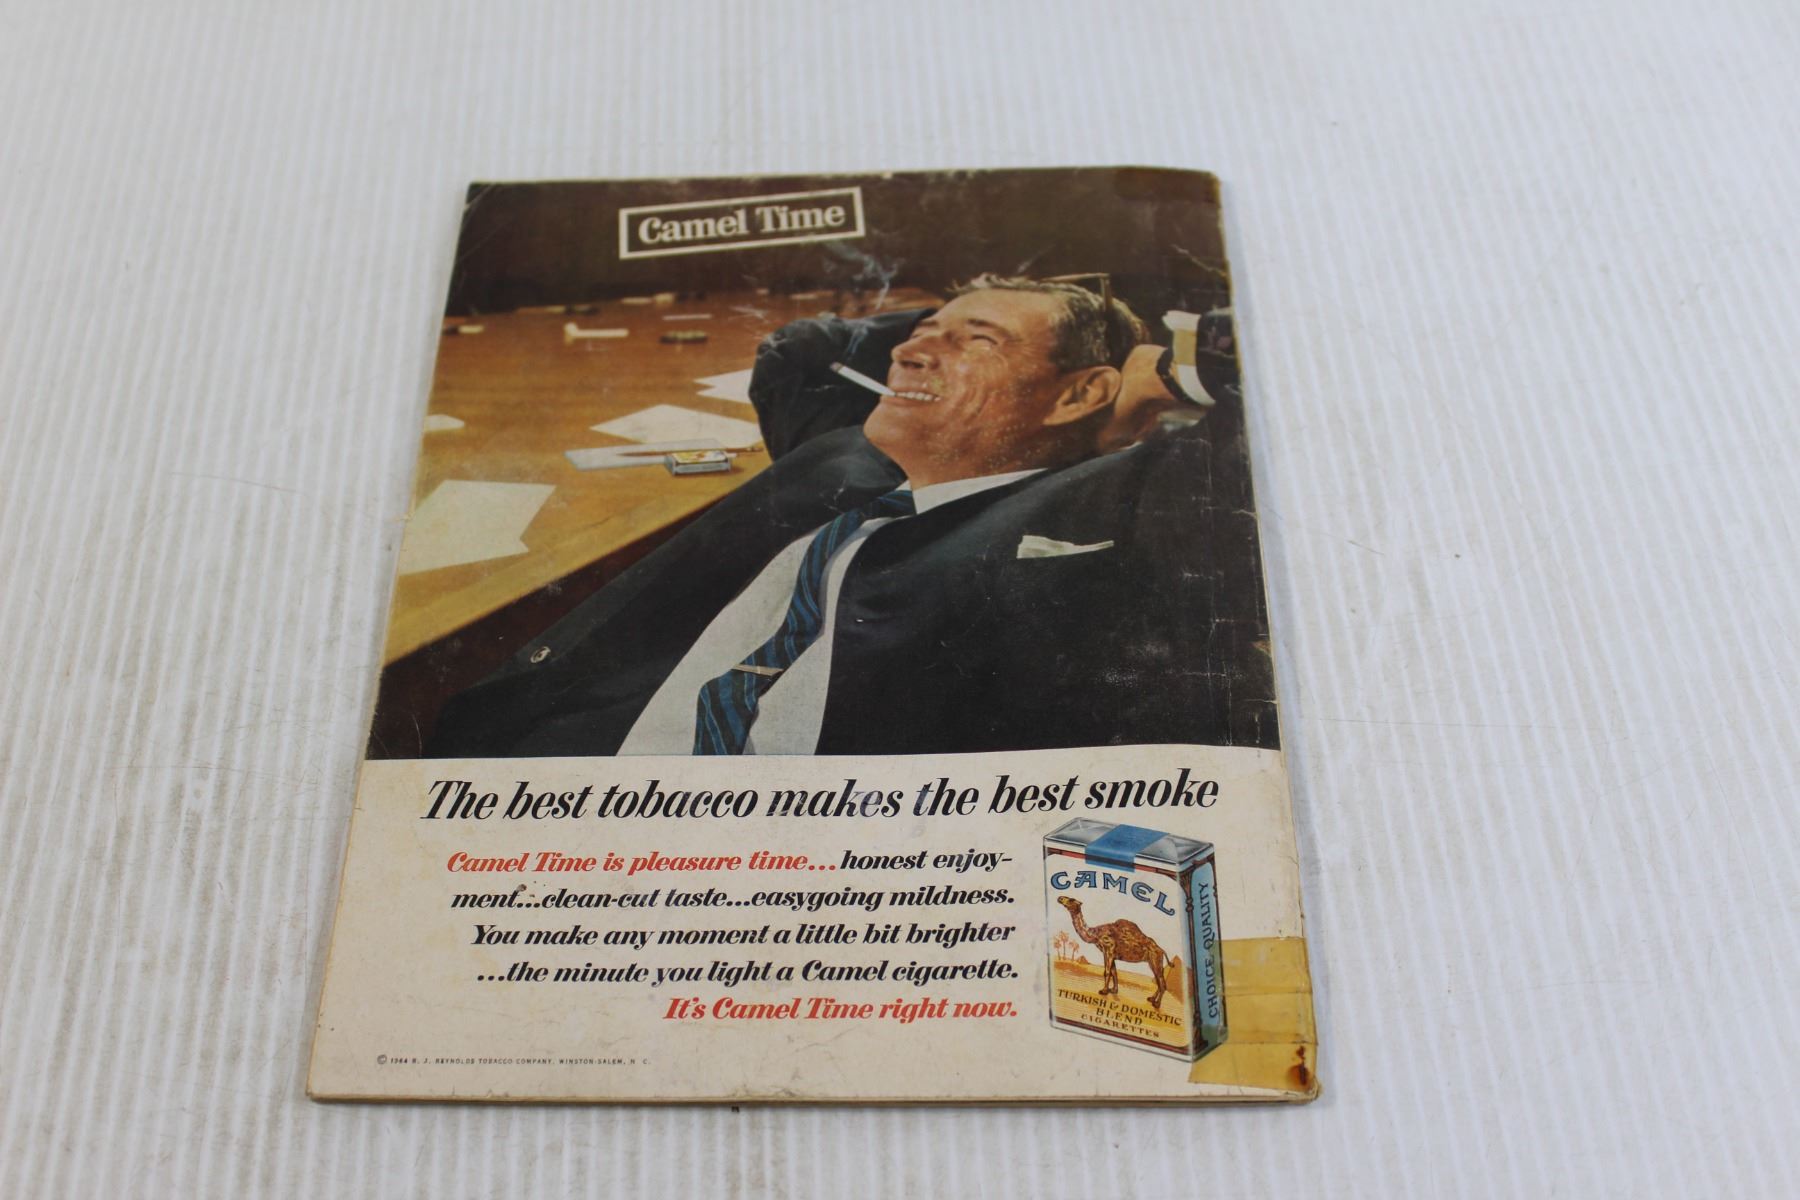 Camel Time
The best tobacco makes the best smoke
Camel Time is pleasure time...honest enjoy-
ment...clean-cut taste...easygoing mildness.
You make any moment a little bit brighter
...the minute you light a Camel cigarette.
It's Camel Time right now.
CAMEL
TURKISH & DOMESTIC
BLEND
CIGARETTES
CHOICE QUALITY
© 1964 R. J. REYNOLDS TOBACCO COMPANY, WINSTON-SALEM, N. C.